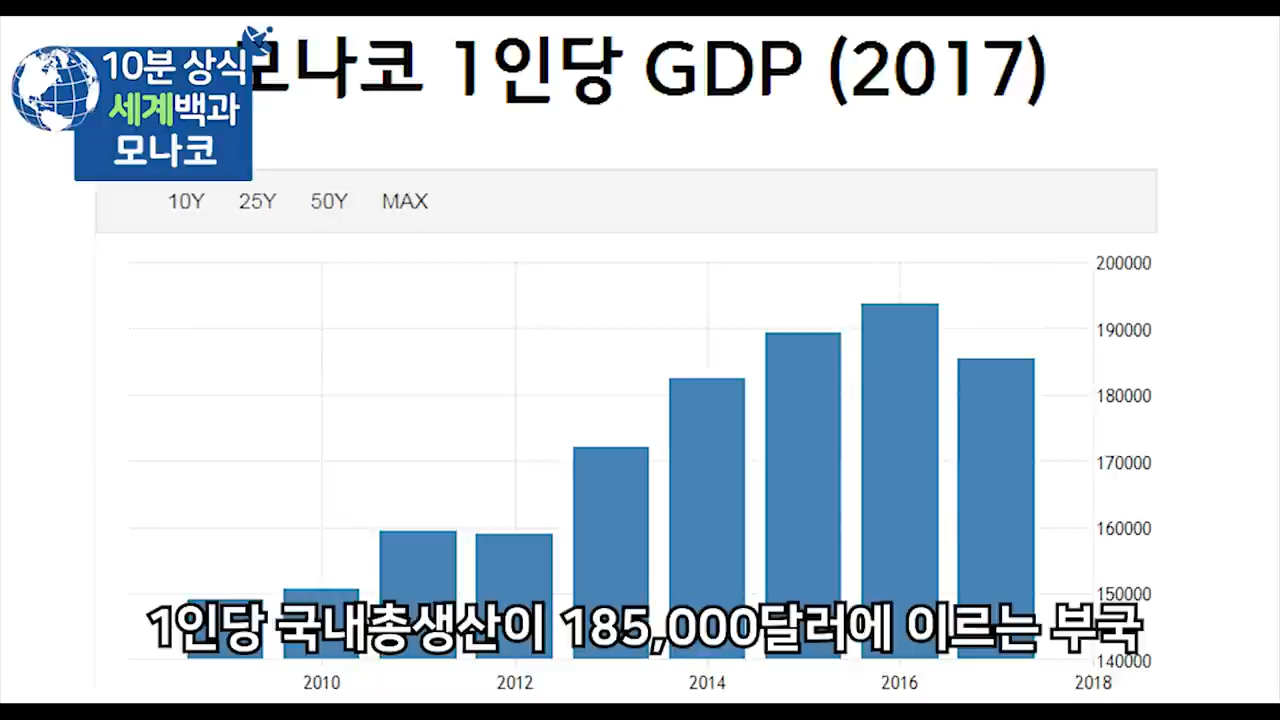 10분 상식
세계백과
모나코
모나코 1인당 GDP (2017)
10Y 25Y 50Y MAX
200000
190000
180000
170000
160000
150000
140000
1인당 국내총생산이 185,000달러에 이르는 부국
2010 2012 2014 2016 2018